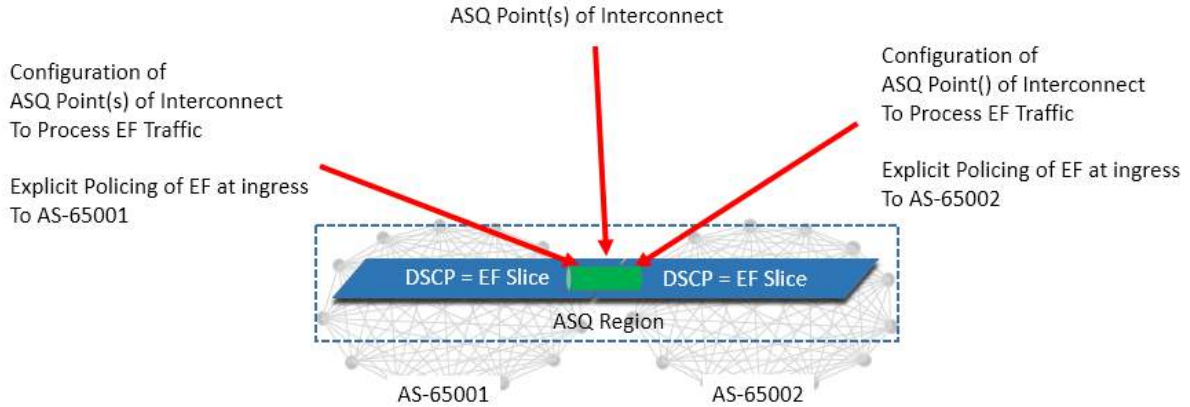 ASQ Point(s) of Interconnect
Configuration of
ASQ Point(s) of Interconnect
To Process EF Traffic
Explicit Policing of EF at ingress
To AS-65001
Configuration of
ASQ Point() of Interconnect
To Process EF Traffic
Explicit Policing of EF at ingress
To AS-65002
DSCP = EF Slice
DSCP = EF Slice
ASQ Region
AS-65001
AS-65002